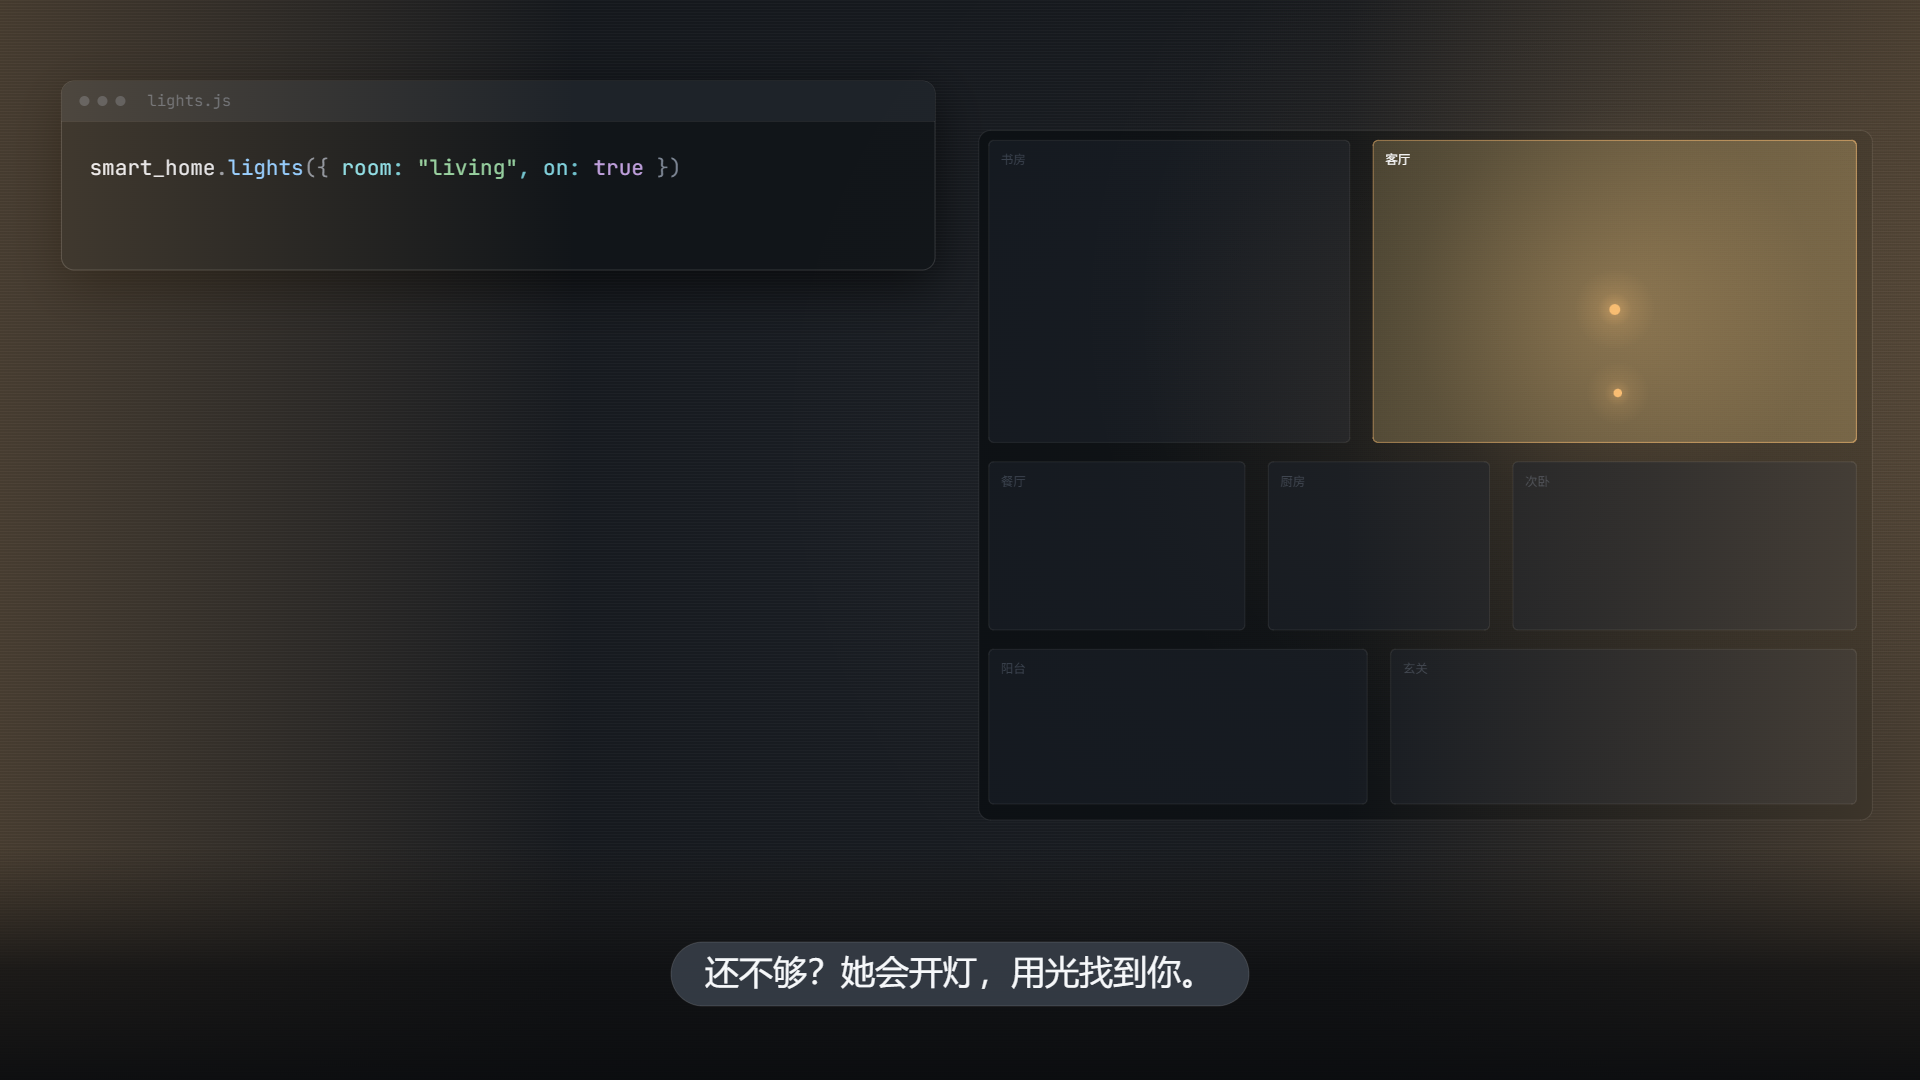 lights.js
smart_home.lights({ room: "living", on: true })
书房
客厅
餐厅
厨房
次卧
阳台
玄关
还不够？她会开灯，用光找到你。